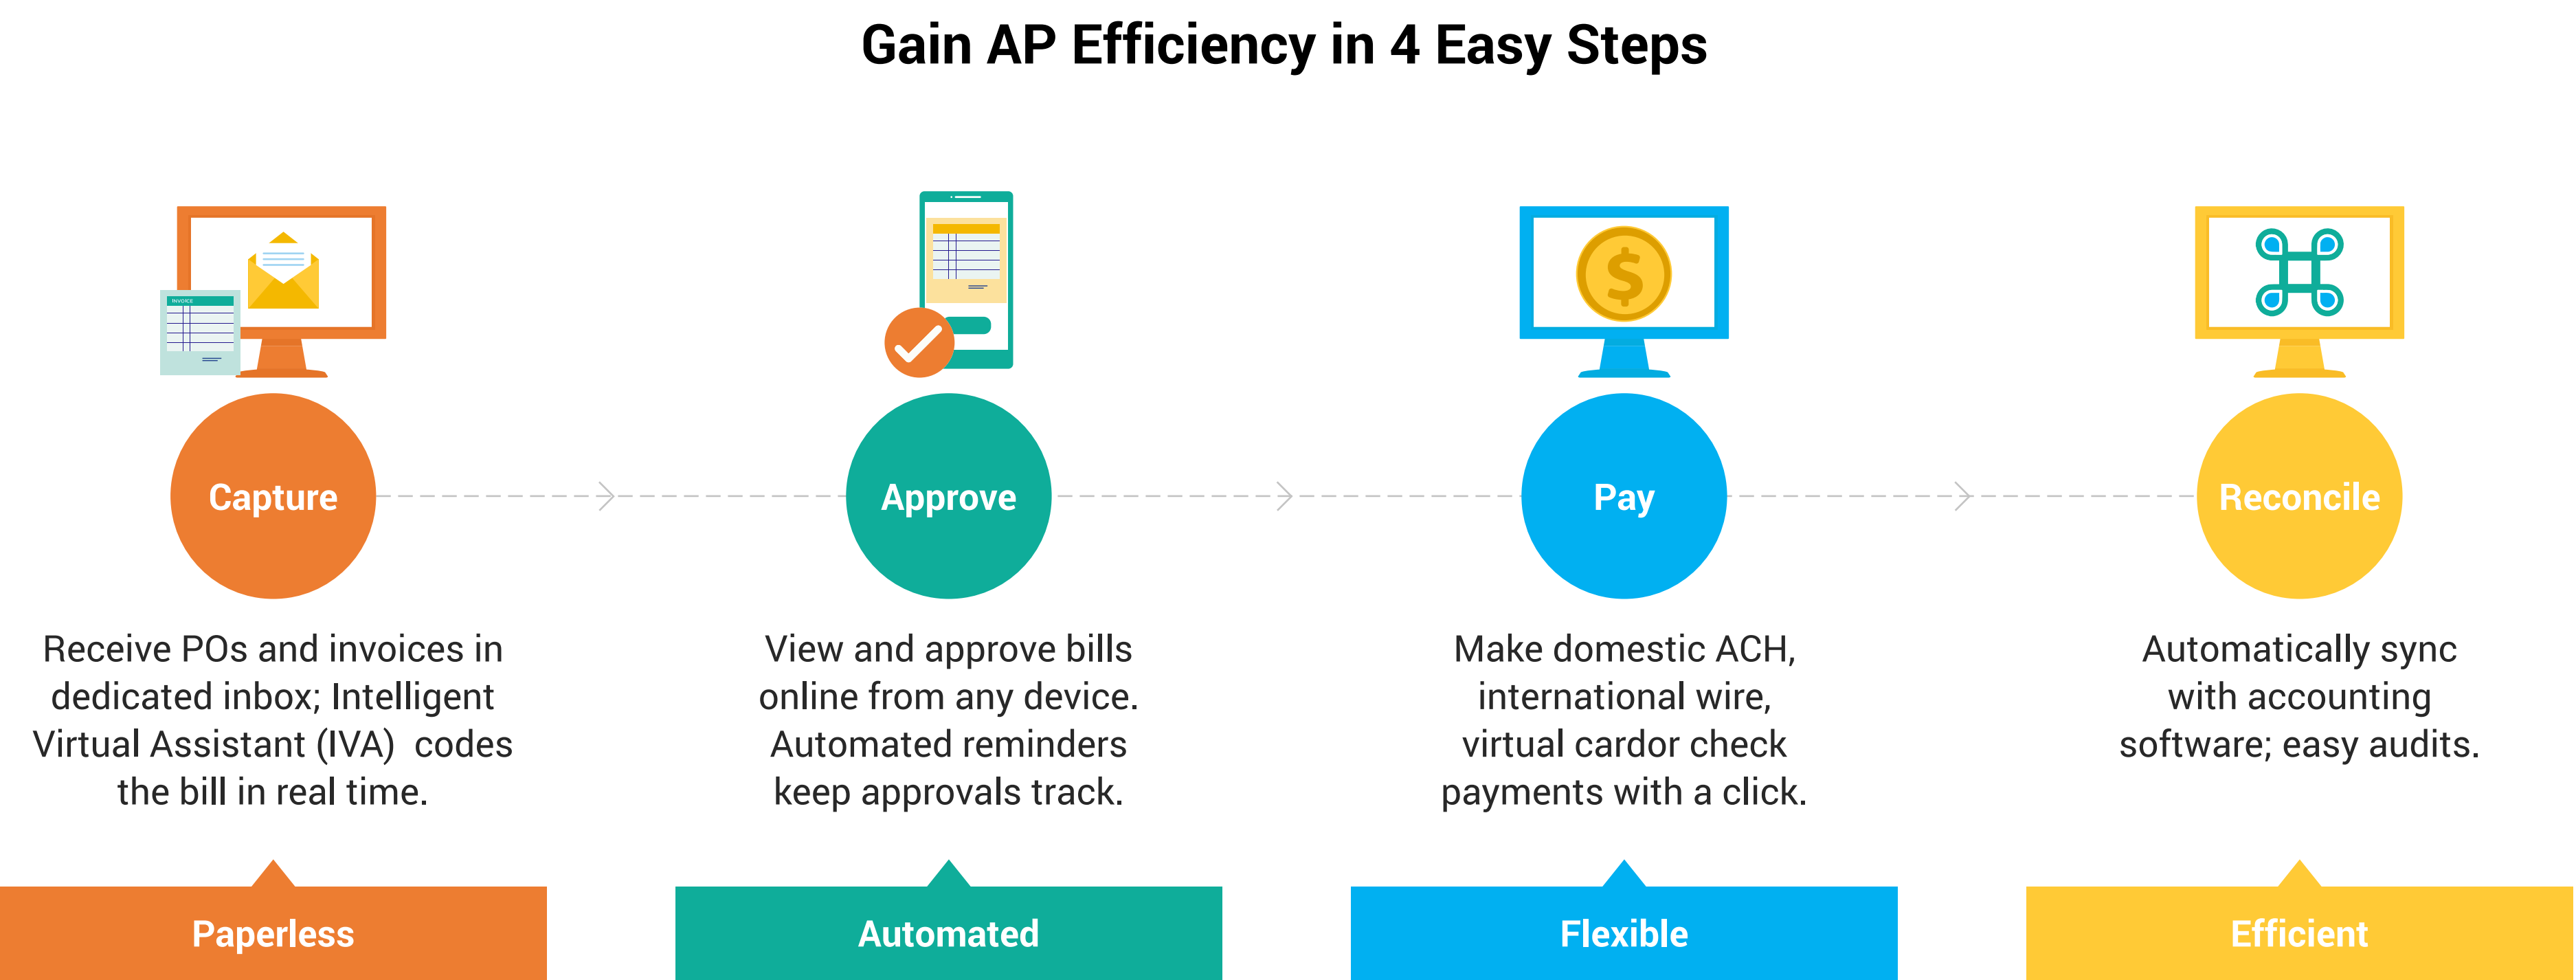 Gain AP Efficiency in 4 Easy Steps
INVOICE
Capture
Approve
Pay
Reconcile
Receive POs and invoices in
dedicated inbox; Intelligent
Virtual Assistant (IVA)  codes
the bill in real time.
View and approve bills
online from any device.
Automated reminders
keep approvals track.
Make domestic ACH,
international wire,
virtual cardor check
payments with a click.
Automatically sync
with accounting
software; easy audits.
Paperless
Automated
Flexible
Efficient